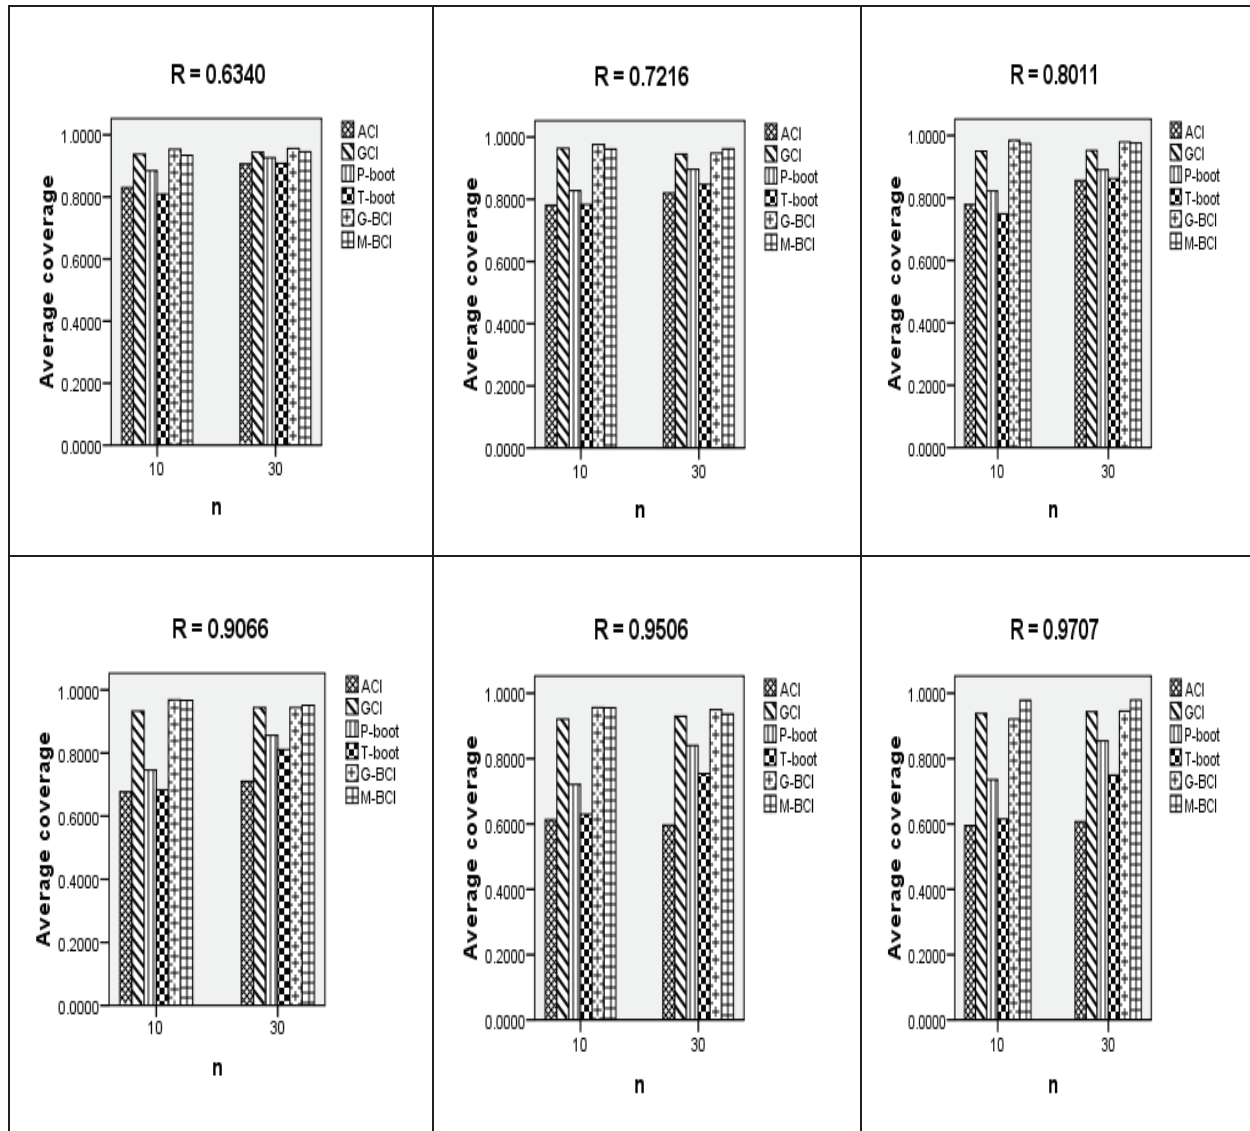 R = 0.6340
1.0000
0.8000
0.6000
0.4000
0.2000
0.0000
Average coverage
10
30
n
ACI
GCI
P-boot
T-boot
G-BCI
M-BCI
R = 0.7216
1.0000
0.8000
0.6000
0.4000
0.2000
0.0000
Average coverage
10
30
n
ACI
GCI
P-boot
T-boot
G-BCI
M-BCI
R = 0.8011
1.0000
0.8000
0.6000
0.4000
0.2000
0.0000
Average coverage
10
30
n
ACI
GCI
P-boot
T-boot
G-BCI
M-BCI
R = 0.9066
1.0000
0.8000
0.6000
0.4000
0.2000
0.0000
Average coverage
10
30
n
ACI
GCI
P-boot
T-boot
G-BCI
M-BCI
R = 0.9506
1.0000
0.8000
0.6000
0.4000
0.2000
0.0000
Average coverage
10
30
n
ACI
GCI
P-boot
T-boot
G-BCI
M-BCI
R = 0.9707
1.0000
0.8000
0.6000
0.4000
0.2000
0.0000
Average coverage
10
30
n
ACI
GCI
P-boot
T-boot
G-BCI
M-BCI